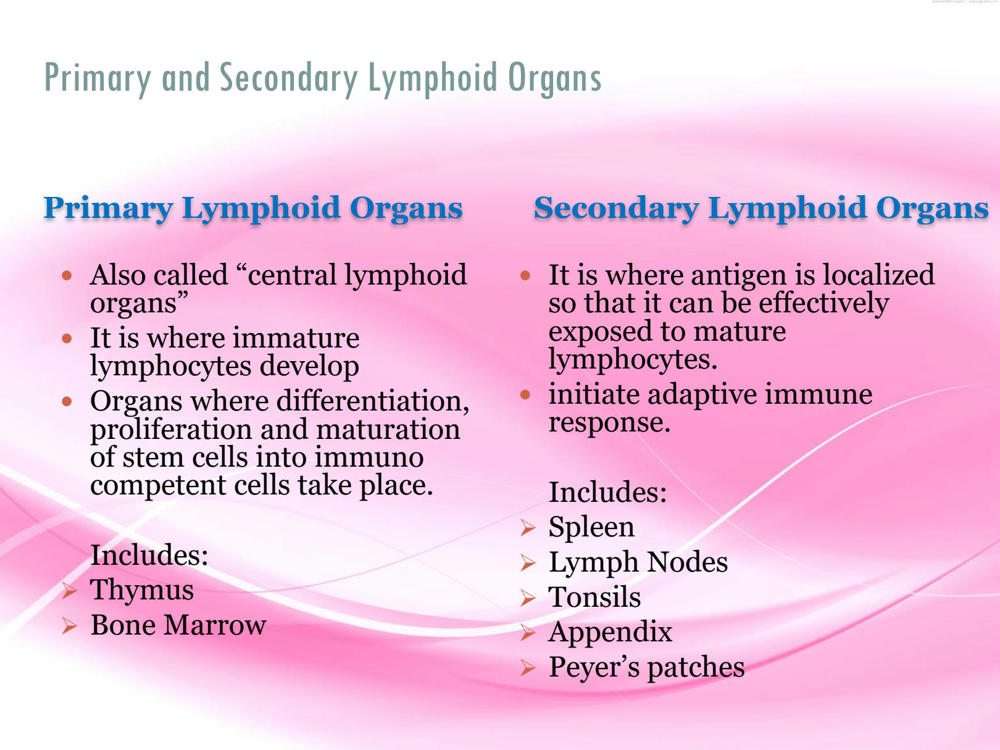 Primary and Secondary Lymphoid Organs
Primary Lymphoid Organs
• Also called “central lymphoid
organs”
• It is where immature
lymphocytes develop
• Organs where differentiation,
proliferation and maturation
of stem cells into immuno
competent cells take place.
Includes:
➢ Thymus
➢ Bone Marrow
Secondary Lymphoid Organs
• It is where antigen is localized
so that it can be effectively
exposed to mature
lymphocytes.
• initiate adaptive immune
response.
Includes:
➢ Spleen
➢ Lymph Nodes
➢ Tonsils
➢ Appendix
➢ Peyer’s patches